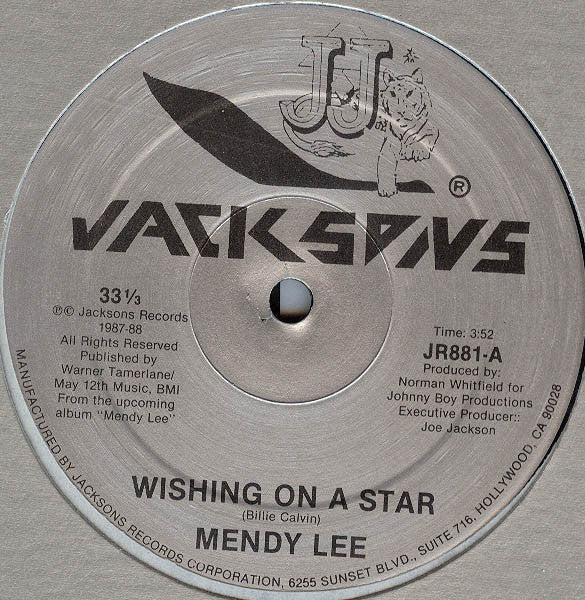 JJ
®
JACKSONS
33 1/3
℗© Jacksons Records
1987-88
All Rights Reserved
Published by
Warner Tamerlane/
May 12th Music, BMI
From the upcoming
album "Mendy Lee"
Time: 3:52
JR881-A
Produced by:
Norman Whitfield for
Johnny Boy Productions
Executive Producer::
Joe Jackson
WISHING ON A STAR
(Billie Calvin)
MENDY LEE
MANUFACTURED BY JACKSONS RECORDS CORPORATION, 6255 SUNSET BLVD., SUITE 716, HOLLYWOOD, CA 90028